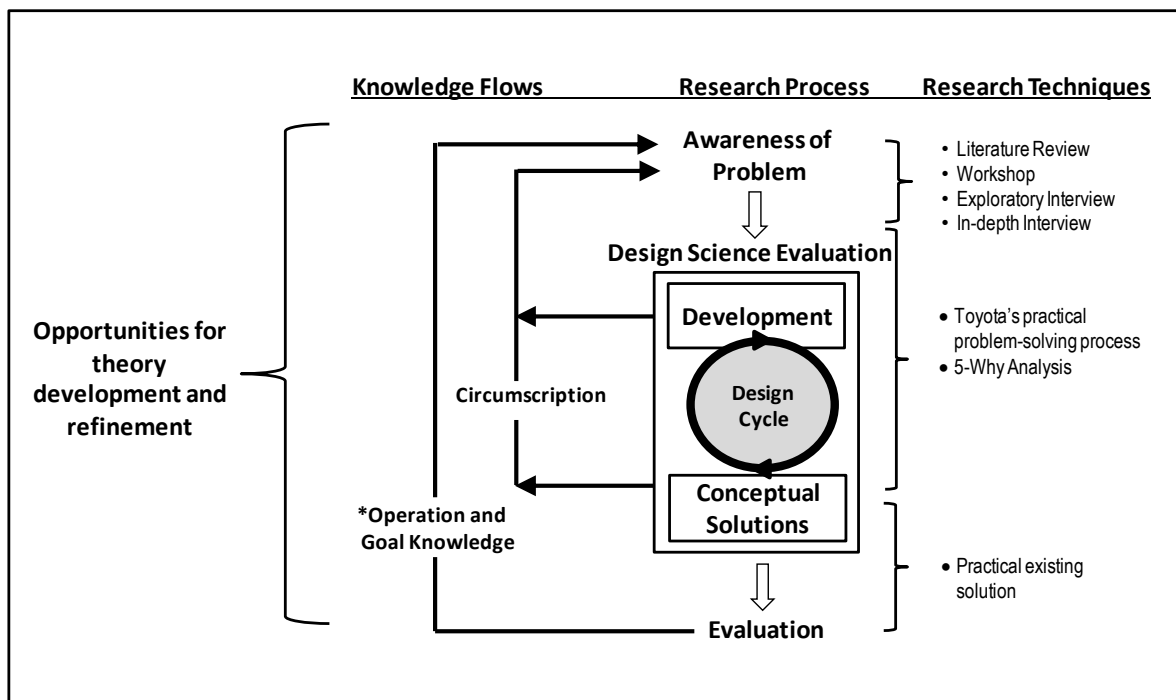 Knowledge Flows
Research Process
Research Techniques
Awareness of
Problem
• Literature Review
• Workshop
• Exploratory Interview
• In-depth Interview
Design Science Evaluation
Development
Design
Cycle
Conceptual
Solutions
• Toyota’s practical
problem-solving process
• 5-Why Analysis
Opportunities for
theory
development and
refinement
Circumscription
*Operation and
Goal Knowledge
• Practical existing
solution
Evaluation